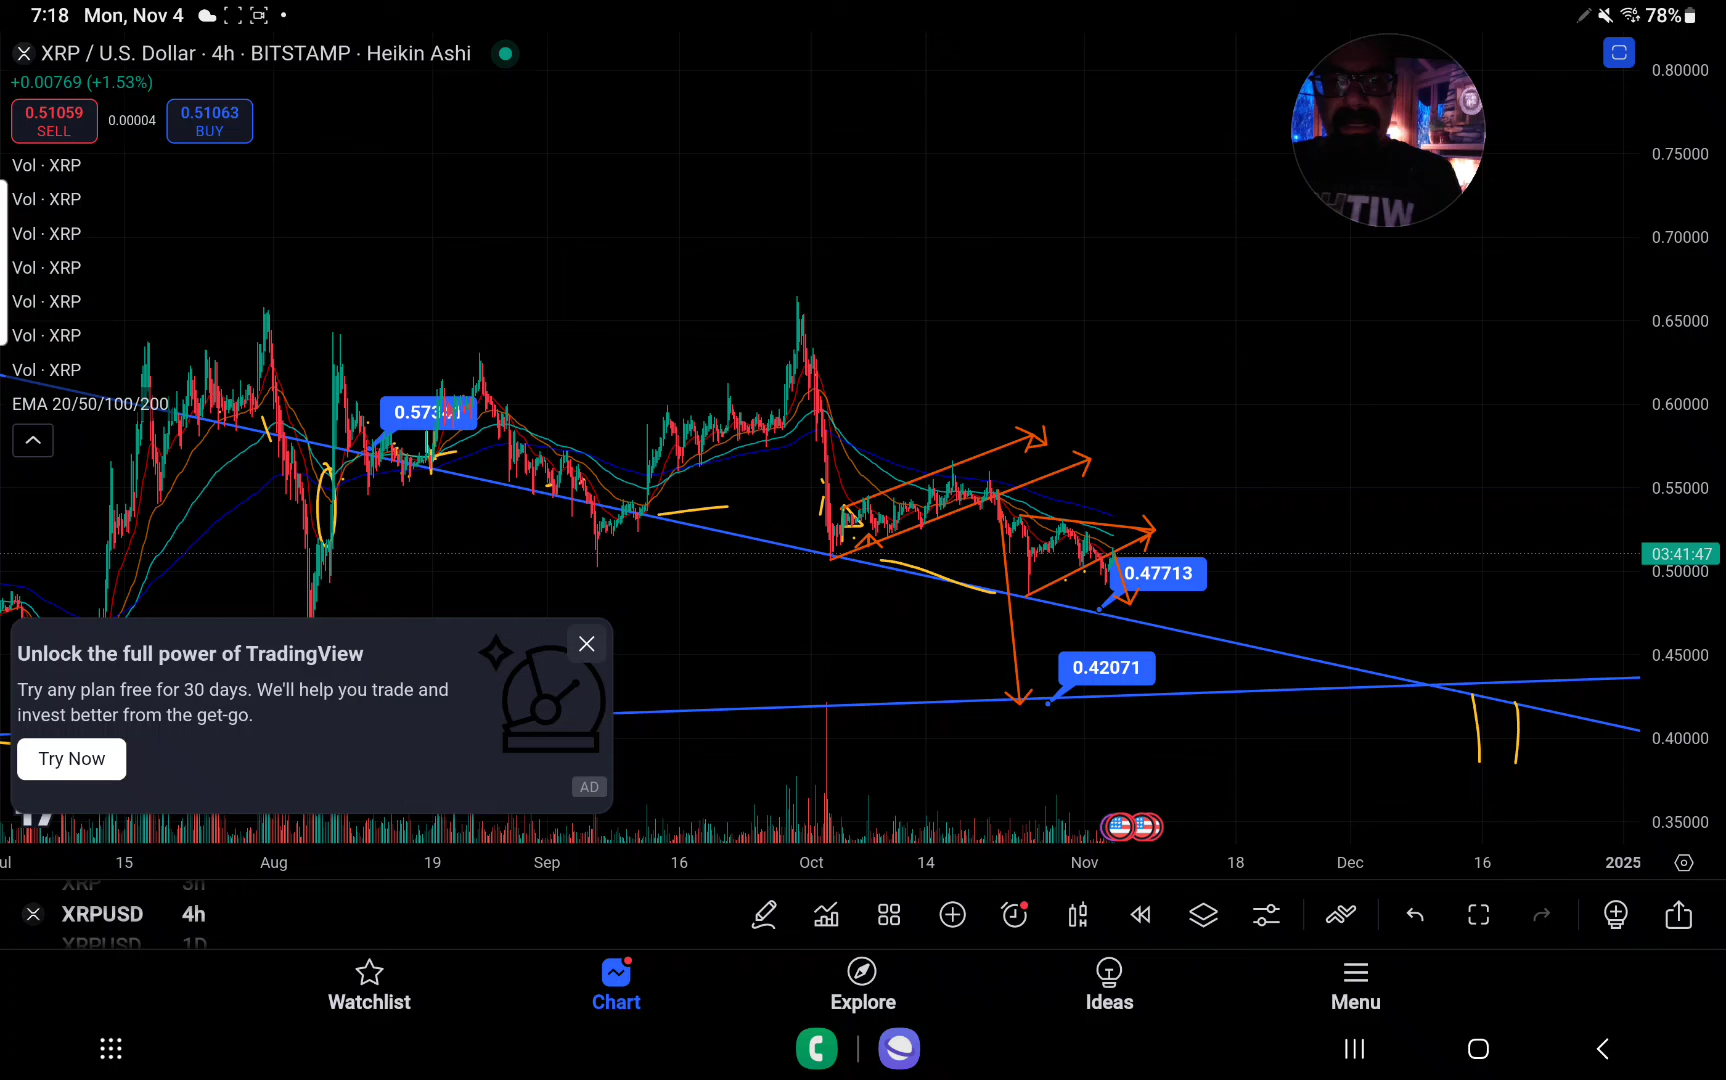 7:18 Mon, Nov 4 78%
XRP / U.S. Dollar · 4h · BITSTAMP · Heikin Ashi
+0.00769 (+1.53%)
0.51059 0.00004 0.51063
SELL BUY
Vol · XRP
Vol · XRP
Vol · XRP
Vol · XRP
Vol · XRP
Vol · XRP
Vol · XRP
EMA 20/50/100/200
0.80000
0.75000
0.70000
0.65000
0.60000
0.55000
03:41:47
0.50000
0.45000
0.40000
0.35000
0.47713
0.42071
Unlock the full power of TradingView
Try any plan free for 30 days. We'll help you trade and
invest better from the get-go.
Try Now
AD
15 Aug 19 Sep 16 Oct 14 Nov 18 Dec 16 2025
XRP 3h
XRPUSD 4h
XRPUSD 1D
Watchlist Chart Explore Ideas Menu